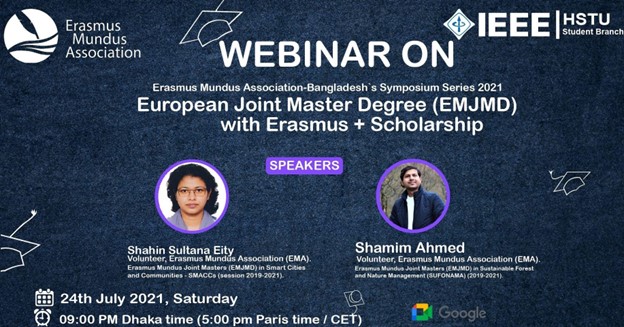 Erasmus
Mundus
Association
IEEE
HSTU
Student Branch
WEBINAR ON
Erasmus Mundus Association-Bangladesh`s Symposium Series 2021
European Joint Master Degree (EMJMD)
with Erasmus + Scholarship
SPEAKERS
Shahin Sultana Eity
Volunteer, Erasmus Mundus Association (EMA).
Erasmus Mundus Joint Masters (EMJMD) in Smart Cities
and Communities - SMACCs (session 2019-2021).
Shamim Ahmed
Volunteer, Erasmus Mundus Association (EMA).
Erasmus Mundus Joint Masters (EMJMD) in Sustainable Forest
and Nature Management (SUFONAMA) (2019-2021).
24th July 2021, Saturday
09:00 PM Dhaka time (5:00 pm Paris time / CET)
Google